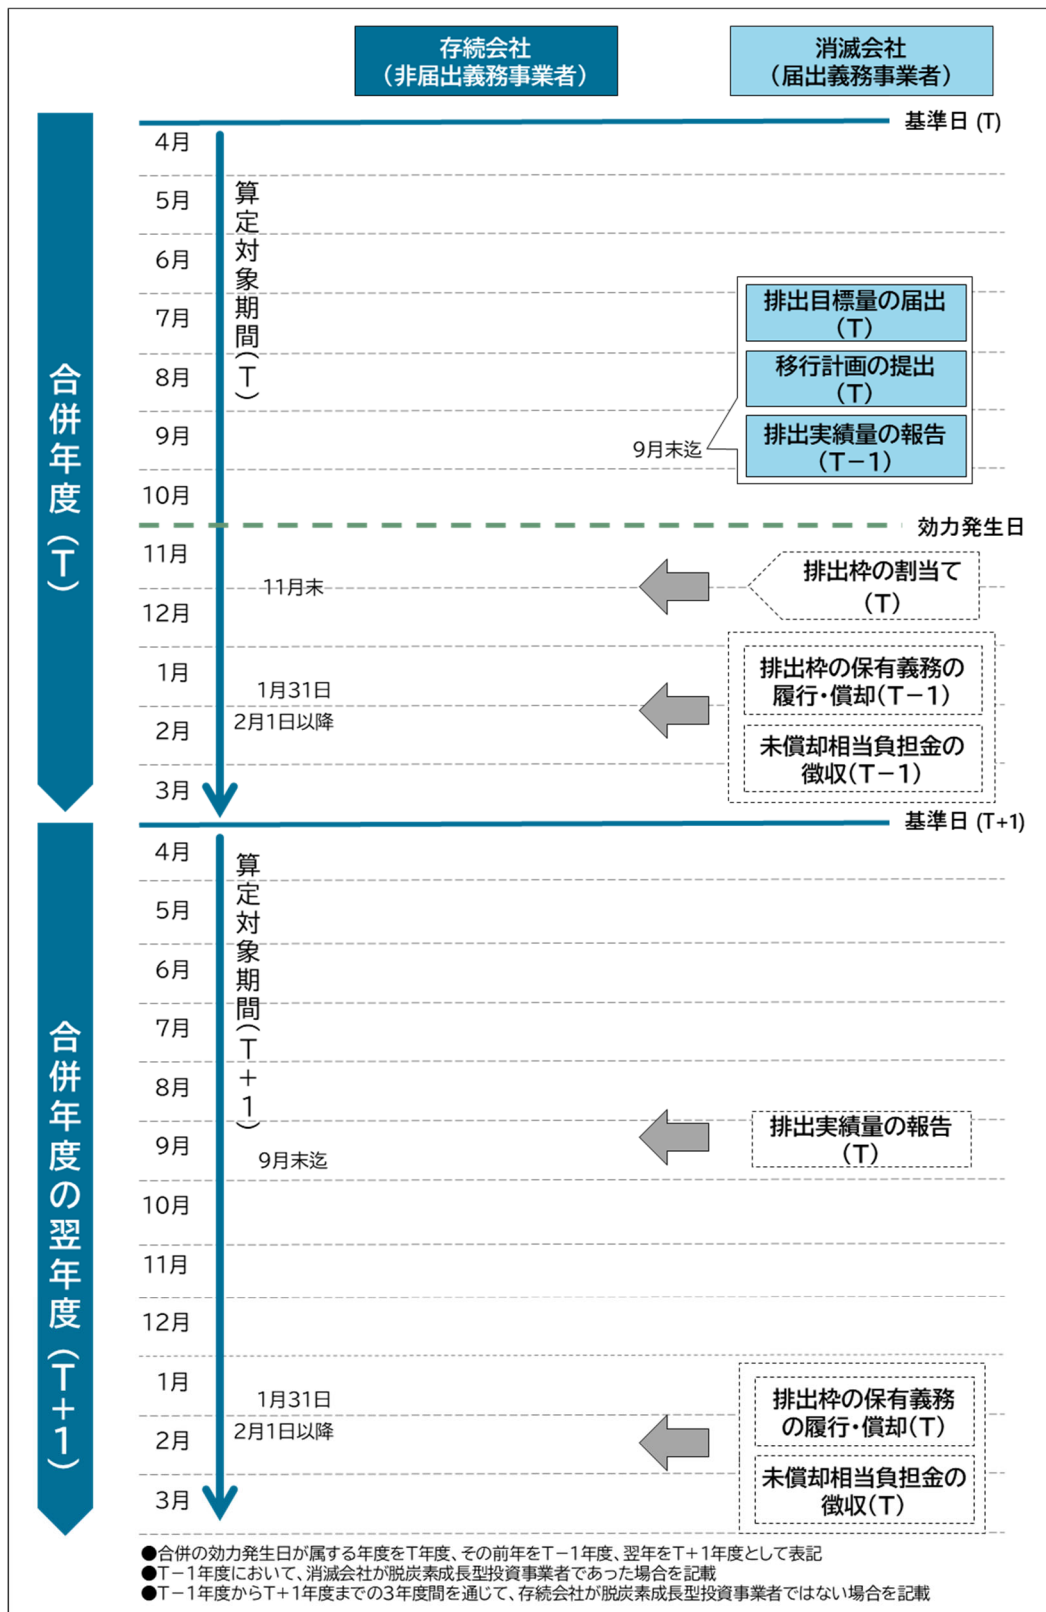 存続会社
（非届出義務事業者）
消滅会社
（届出義務事業者）
合併年度（T）
基準日 (T)
4月
算定対象期間（T）
5月
6月
7月
8月
9月
10月
排出目標量の届出
（T）
移行計画の提出
（T）
排出実績量の報告
（T－1）
9月末迄
効力発生日
11月
11月末
排出枠の割当て
（T）
12月
1月
1月31日
2月1日以降
2月
3月
排出枠の保有義務の
履行・償却（T－1）
未償却相当負担金の
徴収（T－1）
合併年度の翌年度（T＋1）
基準日 (T+1)
4月
算定対象期間（T＋1）
5月
6月
7月
8月
9月
9月末迄
排出実績量の報告
（T）
10月
11月
12月
1月
1月31日
2月1日以降
2月
3月
排出枠の保有義務
の履行・償却（T）
未償却相当負担金の
徴収（T）
●合併の効力発生日が属する年度をT年度、その前年をT－1年度、翌年をT＋1年度として表記
●T－1年度において、消滅会社が脱炭素成長型投資事業者であった場合を記載
●T－1年度からT＋1年度までの3年度間を通じて、存続会社が脱炭素成長型投資事業者ではない場合を記載